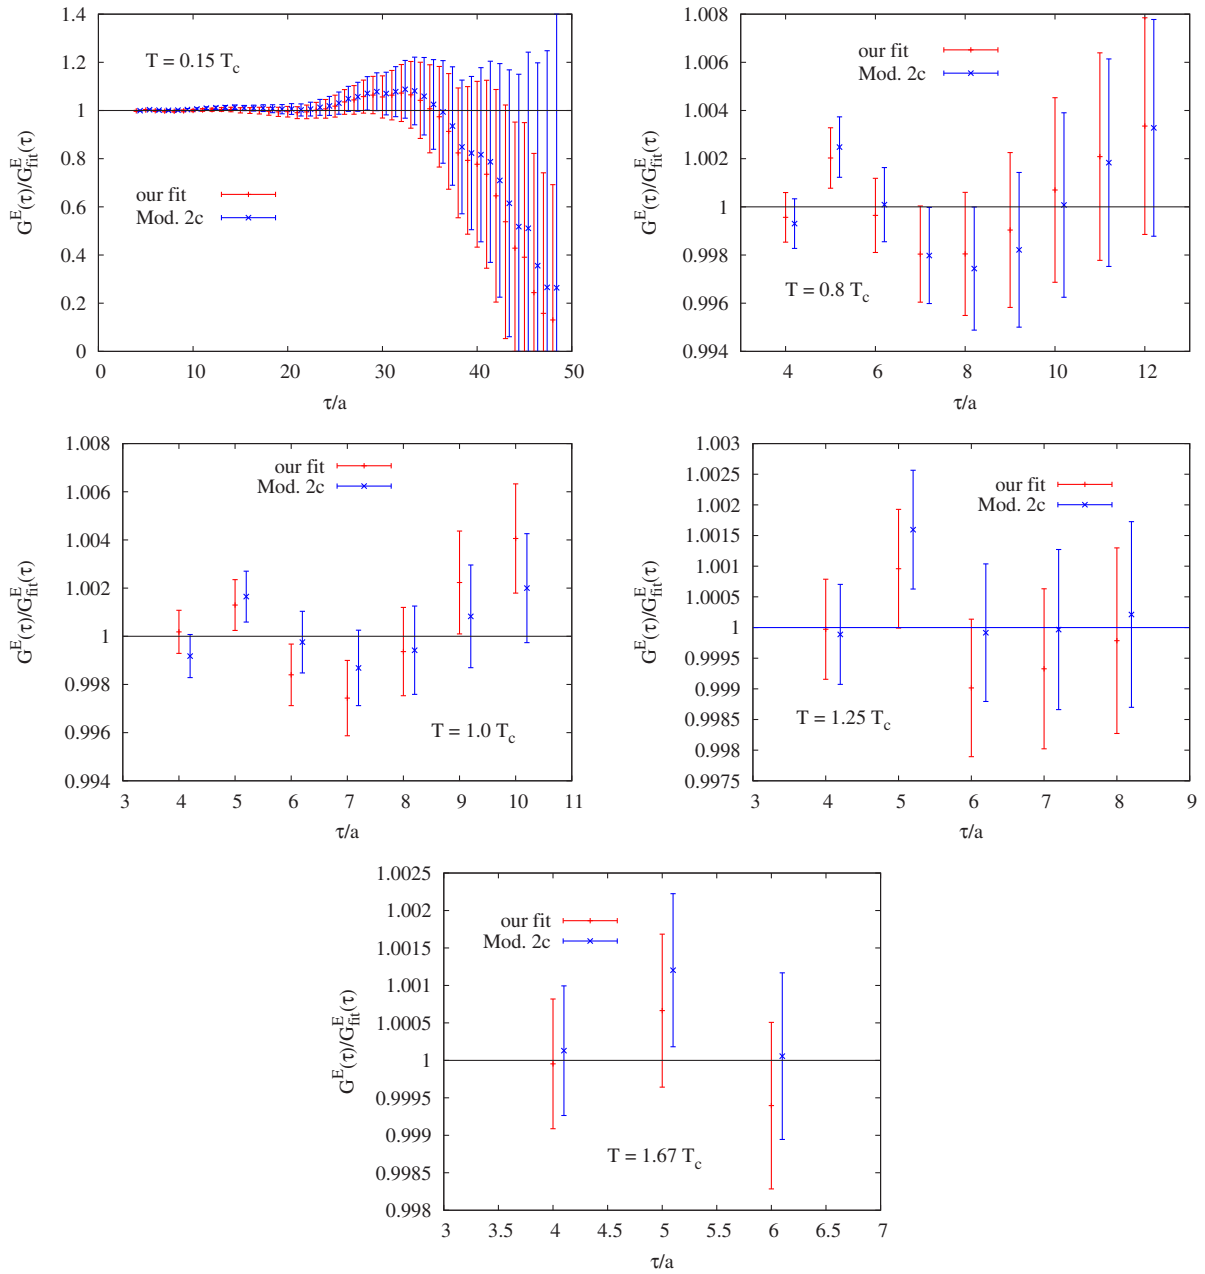 1.4
1.2
1
0.8
0.6
0.4
0.2
0
G^E(τ)/G^E_fit(τ)
T = 0.15 T_c
our fit
Mod. 2c
0 10 20 30 40 50
τ/a
1.008
1.006
1.004
1.002
1
0.998
0.996
0.994
G^E(τ)/G^E_fit(τ)
our fit
Mod. 2c
T = 0.8 T_c
4 6 8 10 12
τ/a
1.008
1.006
1.004
1.002
1
0.998
0.996
0.994
G^E(τ)/G^E_fit(τ)
our fit
Mod. 2c
T = 1.0 T_c
3 4 5 6 7 8 9 10 11
τ/a
1.003
1.0025
1.002
1.0015
1.001
1.0005
1
0.9995
0.999
0.9985
0.998
0.9975
G^E(τ)/G^E_fit(τ)
our fit
Mod. 2c
T = 1.25 T_c
3 4 5 6 7 8 9
τ/a
1.0025
1.002
1.0015
1.001
1.0005
1
0.9995
0.999
0.9985
0.998
G^E(τ)/G^E_fit(τ)
our fit
Mod. 2c
T = 1.67 T_c
3 3.5 4 4.5 5 5.5 6 6.5 7
τ/a